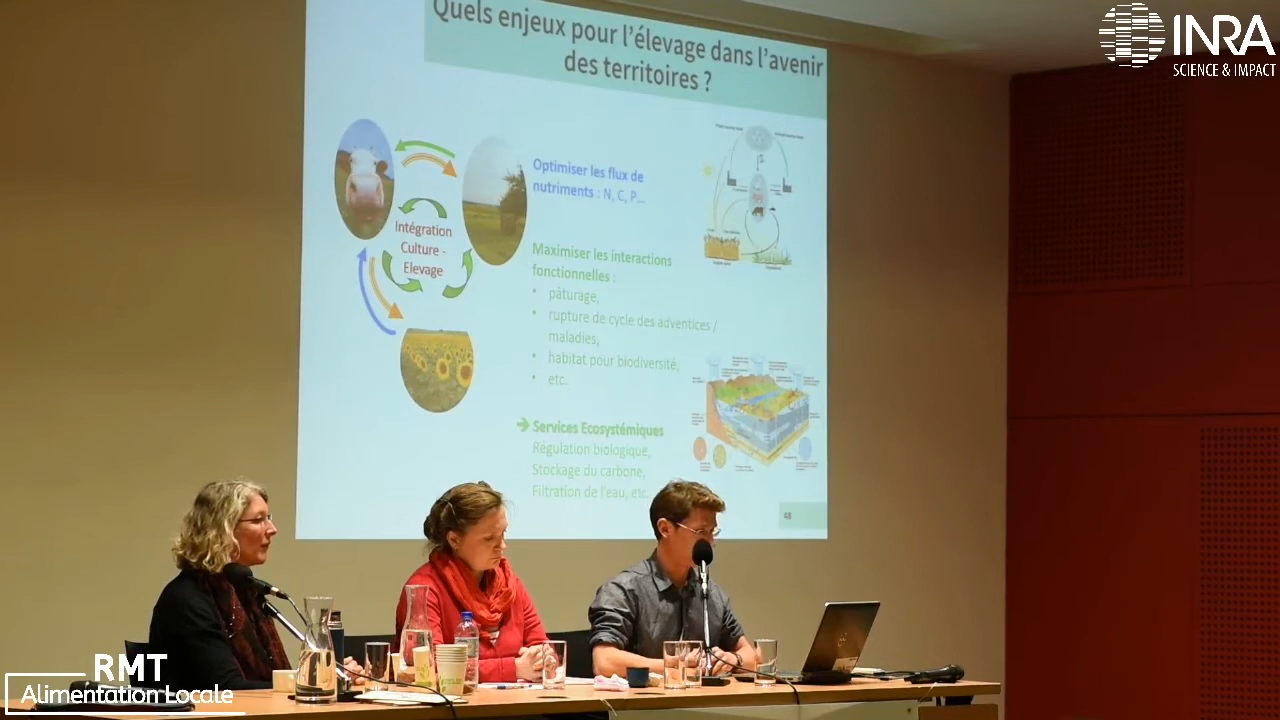 Quels enjeux pour l'élevage dans l'avenir
des territoires ?
INRA
SCIENCE & IMPACT
Optimiser les flux de
nutriments : N, C, P...
Intégration
Culture -
Elevage
Maximiser les interactions
fonctionnelles :
• pâturage,
• rupture de cycle des adventices /
maladies,
• habitat pour biodiversité,
• etc.
➔ Services Ecosystémiques
Régulation biologique,
Stockage du carbone,
Filtration de l'eau, etc.
48
RMT
Alimentation Locale